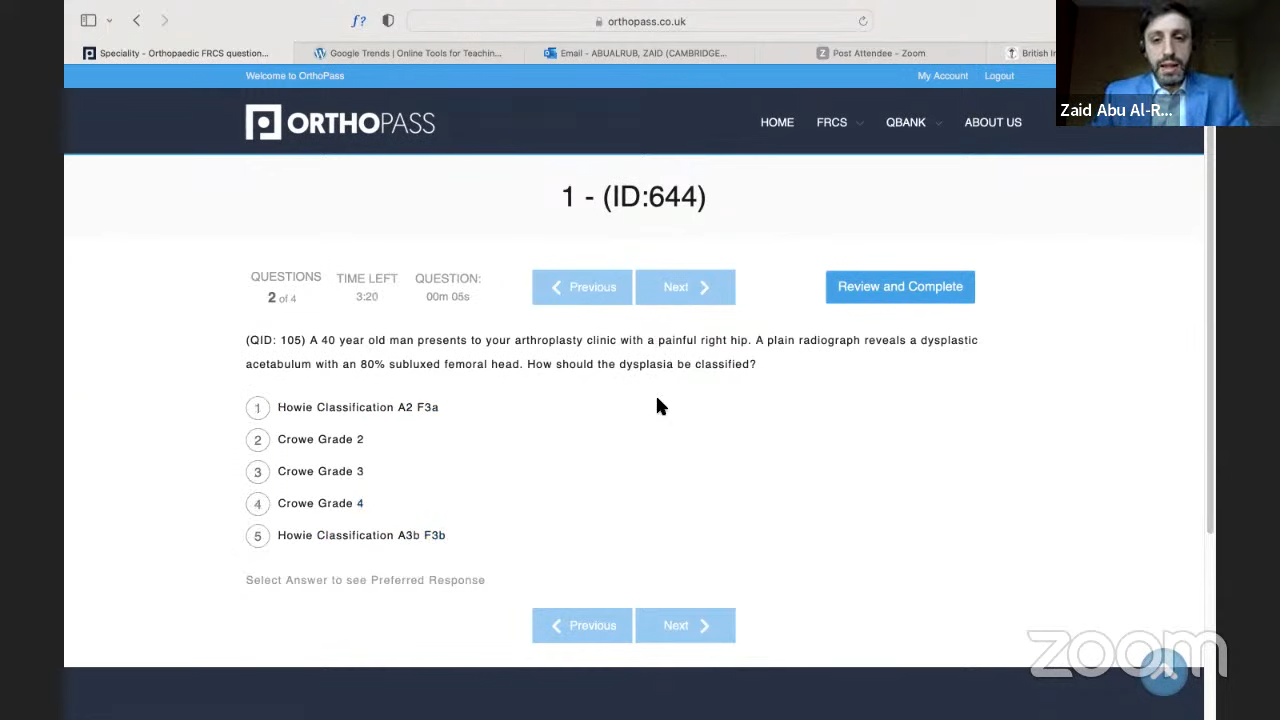 orthopass.co.uk
Speciality - Orthopaedic FRCS question...
Google Trends | Online Tools for Teachin...
Email - ABUALRUB, ZAID (CAMBRIDGE...
Post Attendee - Zoom
British In
Welcome to OrthoPass
My Account
Logout
ORTHOPASS
HOME
FRCS
QBANK
ABOUT US
Zaid Abu Al-R...
1 - (ID:644)
QUESTIONS
2 of 4
TIME LEFT
3:20
QUESTION:
00m 05s
Previous
Next
Review and Complete
(QID: 105) A 40 year old man presents to your arthroplasty clinic with a painful right hip. A plain radiograph reveals a dysplastic
acetabulum with an 80% subluxed femoral head. How should the dysplasia be classified?
1 Howie Classification A2 F3a
2 Crowe Grade 2
3 Crowe Grade 3
4 Crowe Grade 4
5 Howie Classification A3b F3b
Select Answer to see Preferred Response
Previous
Next
zoom